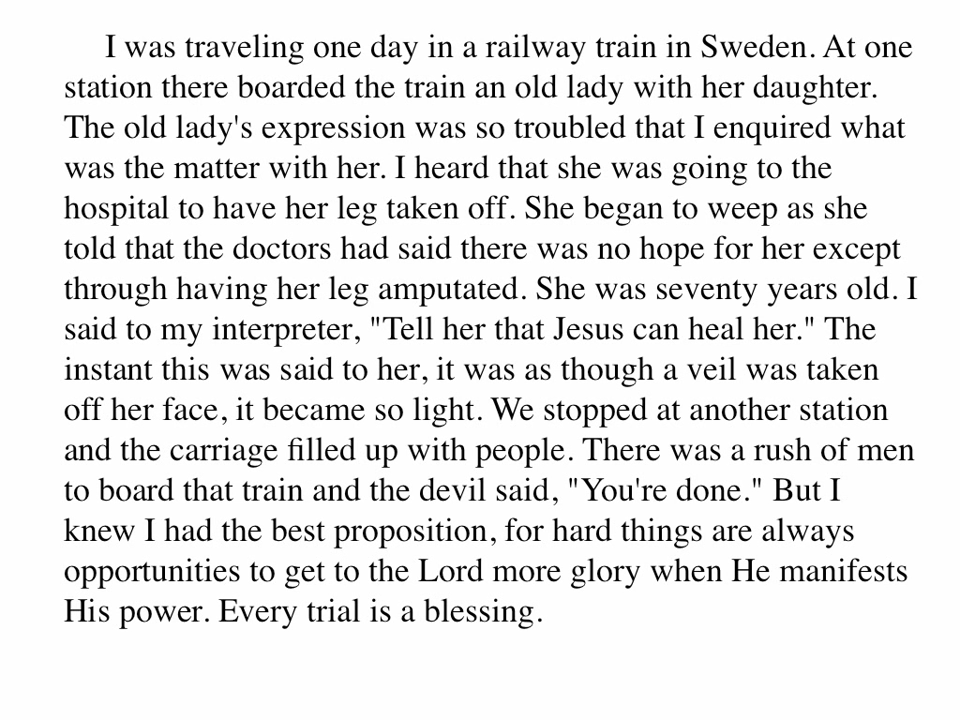 I was traveling one day in a railway train in Sweden. At one
station there boarded the train an old lady with her daughter.
The old lady's expression was so troubled that I enquired what
was the matter with her. I heard that she was going to the
hospital to have her leg taken off. She began to weep as she
told that the doctors had said there was no hope for her except
through having her leg amputated. She was seventy years old. I
said to my interpreter, "Tell her that Jesus can heal her." The
instant this was said to her, it was as though a veil was taken
off her face, it became so light. We stopped at another station
and the carriage filled up with people. There was a rush of men
to board that train and the devil said, "You're done." But I
knew I had the best proposition, for hard things are always
opportunities to get to the Lord more glory when He manifests
His power. Every trial is a blessing.